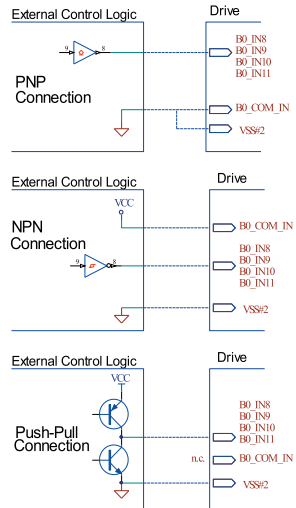 External Control Logic
Drive
9
8
B0_IN8
B0_IN9
B0_IN10
B0_IN11
PNP
Connection
B0_COM_IN
VSS#2
External Control Logic
Drive
VCC
B0_COM_IN
NPN
Connection
B0_IN8
B0_IN9
B0_IN10
B0_IN11
9
8
VSS#2
External Control Logic
Drive
VCC
B0_IN8
B0_IN9
B0_IN10
B0_IN11
Push-Pull
Connection
n.c.
B0_COM_IN
VSS#2